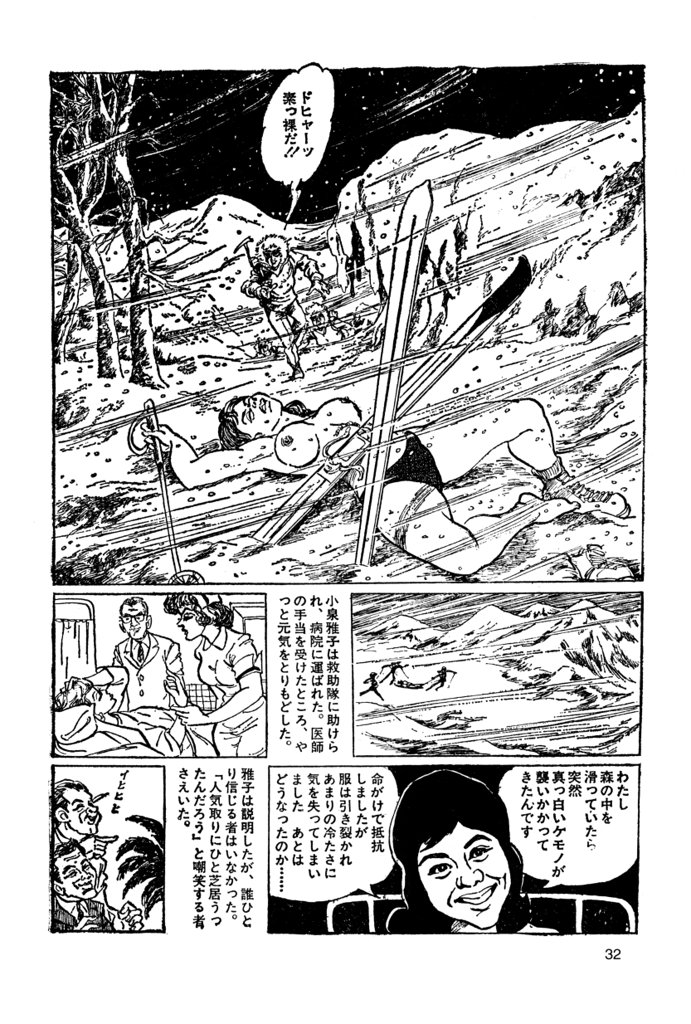 ドヒャーッ
素っ裸だ!!
小泉雅子は救助隊に助けら
れ、病院に運ばれた。医師
の手当を受けたところ、や
っと元気をとりもどした。
わたし
森の中を
滑っていたら
突然
真っ白いケモノが
襲いかかって
きたんです
命がけで抵抗
しましたが
服は引き裂かれ
あまりの冷たさに
気を失ってしまい
ました あとは
どうなったのか……
雅子は説明したが、誰ひと
り信じる者はいなかった。
「人気取りにひと芝居うっ
たんだろう」と嘲笑する者
さえいた。
イヒヒヒ
32